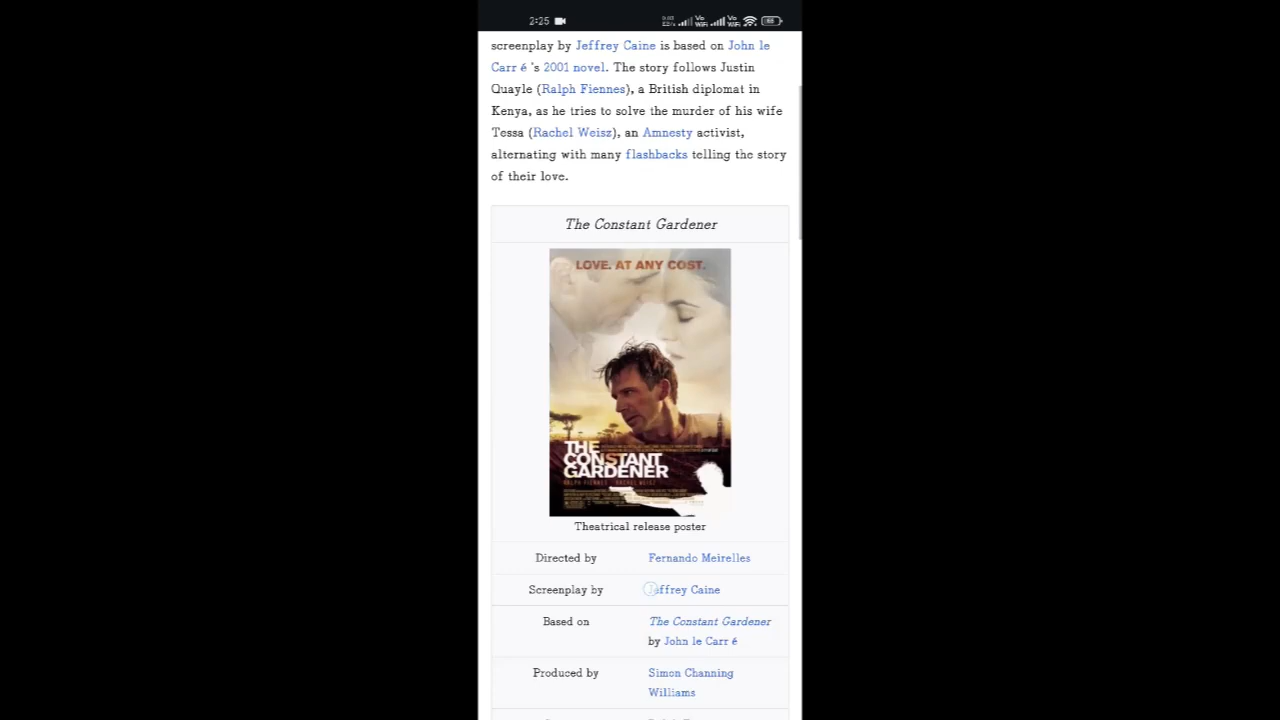 2:25
Vo
WiFi
Vo
WiFi
screenplay by Jeffrey Caine is based on John le
Carr é 's 2001 novel. The story follows Justin
Quayle (Ralph Fiennes), a British diplomat in
Kenya, as he tries to solve the murder of his wife
Tessa (Rachel Weisz), an Amnesty activist,
alternating with many flashbacks telling the story
of their love.
The Constant Gardener
LOVE. AT ANY COST.
THE
CONSTANT
GARDENER
RALPH FIENNES RACHEL WEISZ
Theatrical release poster
Directed by Fernando Meirelles
Screenplay by Jeffrey Caine
Based on The Constant Gardener
by John le Carr é
Produced by Simon Channing
Williams